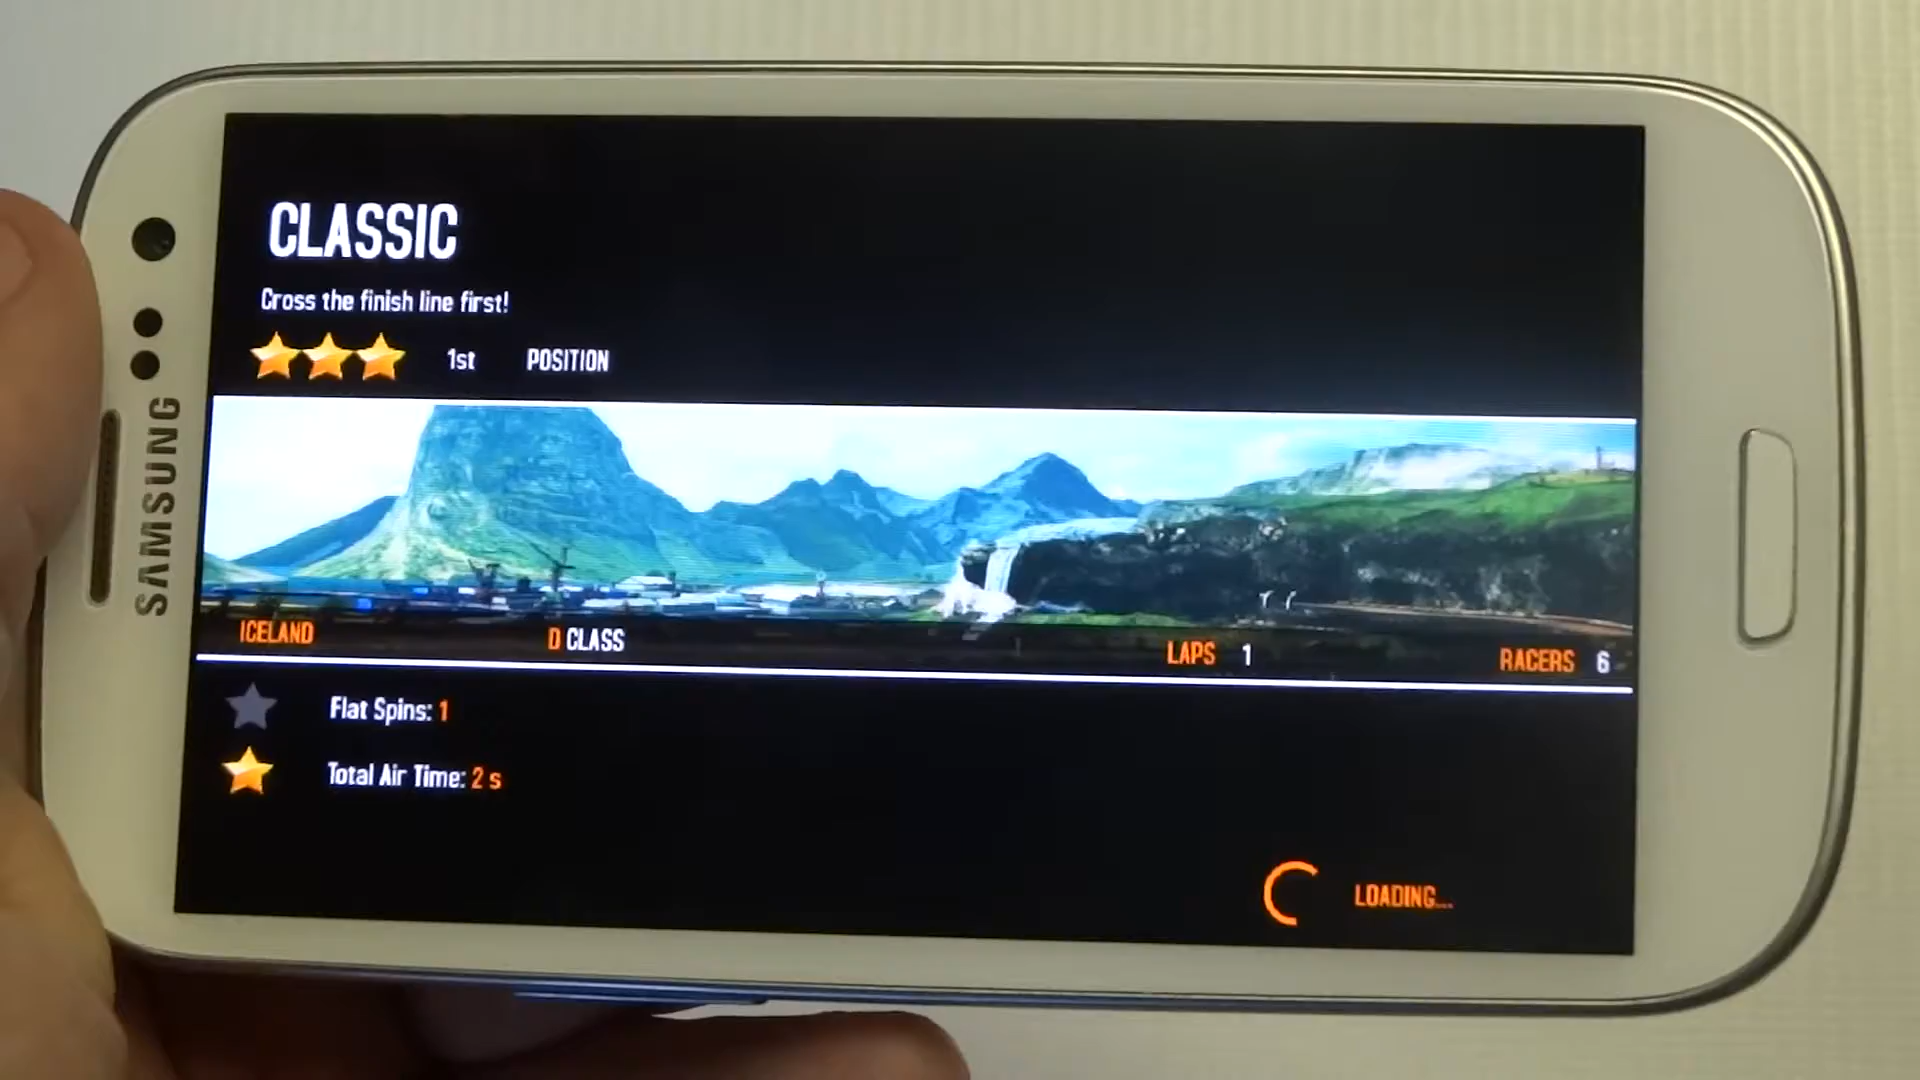 SAMSUNG
CLASSIC
Cross the finish line first!
1st POSITION
ICELAND D CLASS LAPS 1 RACERS 6
Flat Spins: 1
Total Air Time: 2 s
LOADING...